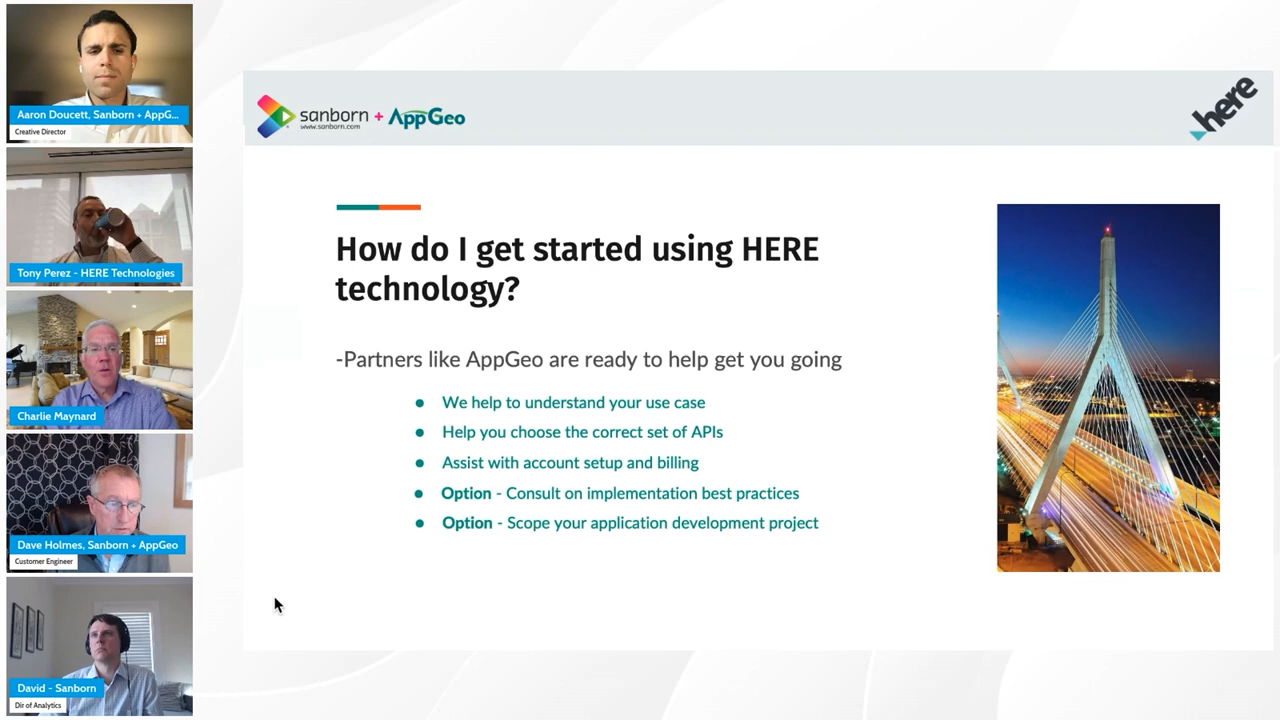 Aaron Doucett, Sanborn + AppG...
Creative Director
Tony Perez - HERE Technologies
Charlie Maynard
Dave Holmes, Sanborn + AppGeo
Customer Engineer
David - Sanborn
Dir of Analytics
sanborn + AppGeo
www.sanborn.com
here
How do I get started using HERE
technology?
-Partners like AppGeo are ready to help get you going
● We help to understand your use case
● Help you choose the correct set of APIs
● Assist with account setup and billing
● Option - Consult on implementation best practices
● Option - Scope your application development project